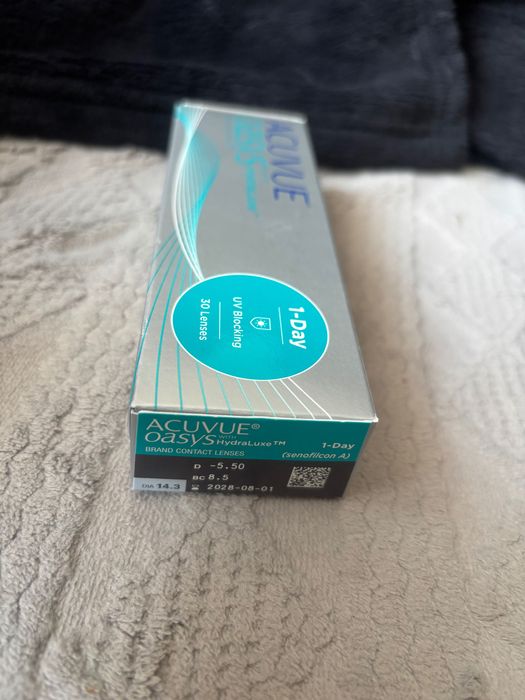 ACUVUE
OASYS
1-Day
UV Blocking
30 Lenses
ACUVUE®
OASYS WITH HydraLuxe™
1-Day
BRAND CONTACT LENSES
(senofilcon A)
D -5.50
BC 8.5
DIA 14.3
2028-08-01